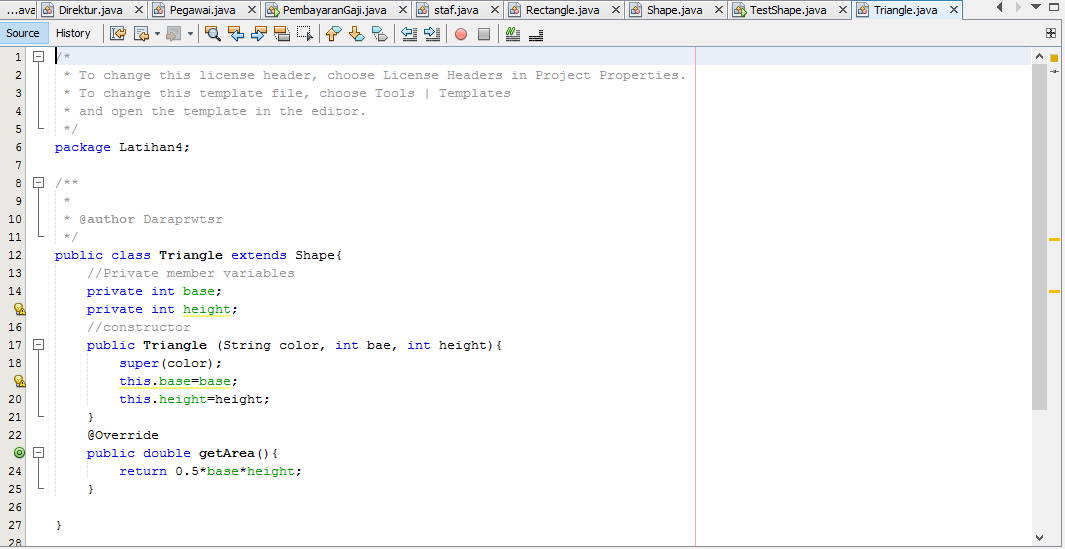 ...ava Direktur.java Pegawai.java PembayaranGaji.java staf.java Rectangle.java Shape.java TestShape.java Triangle.java
Source History
1 /*
2 * To change this license header, choose License Headers in Project Properties.
3 * To change this template file, choose Tools | Templates
4 * and open the template in the editor.
5 */
6 package Latihan4;
7
8 /**
9 *
10 * @author Daraprwtsr
11 */
12 public class Triangle extends Shape{
13 //Private member variables
14 private int base;
private int height;
16 //constructor
17 public Triangle (String color, int bae, int height){
18 super(color);
this.base=base;
20 this.height=height;
21 }
22 @Override
public double getArea(){
24 return 0.5*base*height;
25 }
26
27 }
28